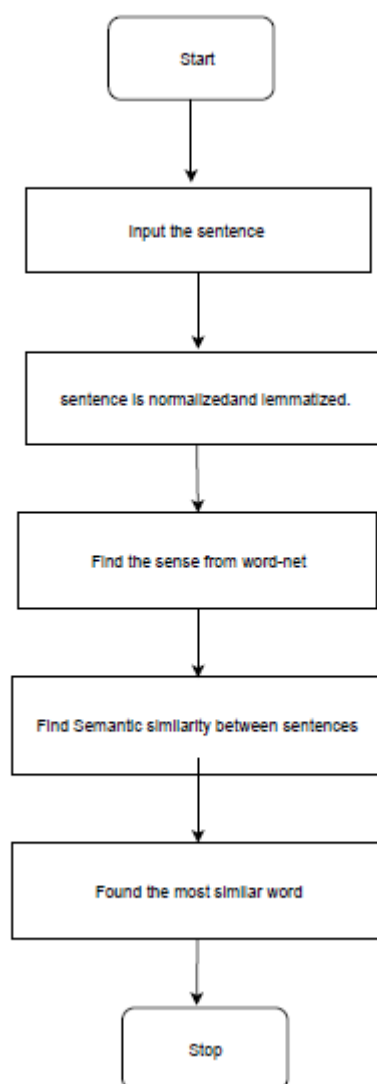 Start
Input the sentence
sentence is normalizedand lemmatized.
Find the sense from word-net
Find Semantic similarity between sentences
Found the most similar word
Stop